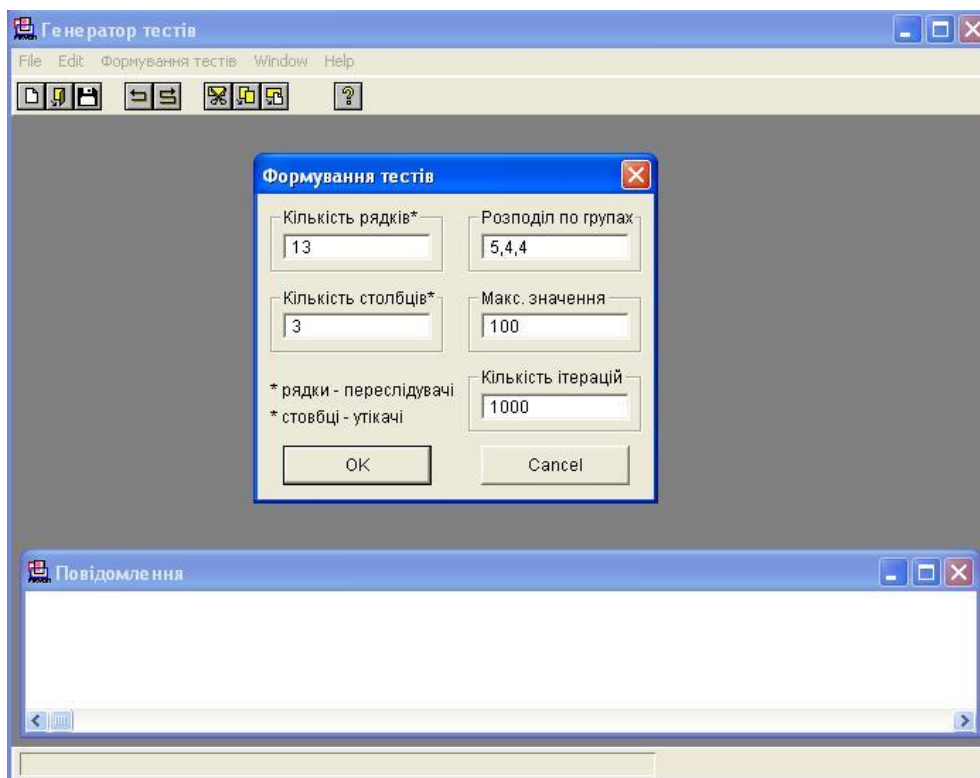 Генератор тестів
File Edit Формування тестів Window Help
Формування тестів
Кількість рядків*
13
Розподіл по групах
5,4,4
Кількість столбців*
3
Макс. значення
100
* рядки - переслідувачі
* стовбці - утікачі
Кількість ітерацій
1000
OK
Cancel
Повідомлення